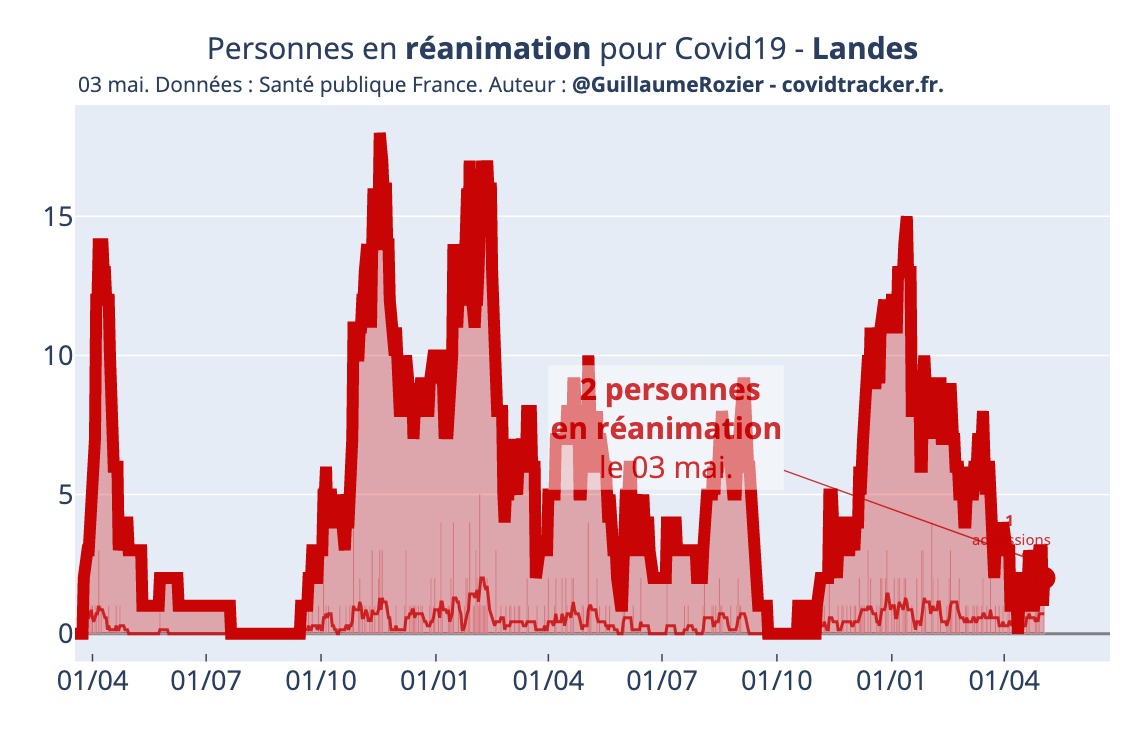 Personnes en réanimation pour Covid19 - Landes
03 mai. Données : Santé publique France. Auteur : @GuillaumeRozier - covidtracker.fr.
15
10
5
0
2 personnes
en réanimation
le 03 mai.
1
admissions
01/04
01/07
01/10
01/01
01/04
01/07
01/10
01/01
01/04